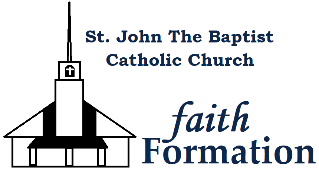 St. John The Baptist
Catholic Church
faith
Formation